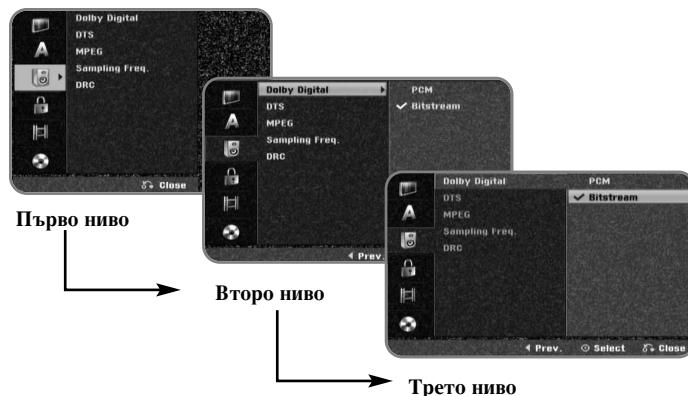 Dolby Digital
DTS
MPEG
Sampling Freq.
DRC
Close
Първо ниво
Dolby Digital
DTS
MPEG
Sampling Freq.
DRC
PCM
Bitstream
Prev.
Второ ниво
Dolby Digital
DTS
MPEG
Sampling Freq.
DRC
PCM
Bitstream
Prev.
Select
Close
Трето ниво